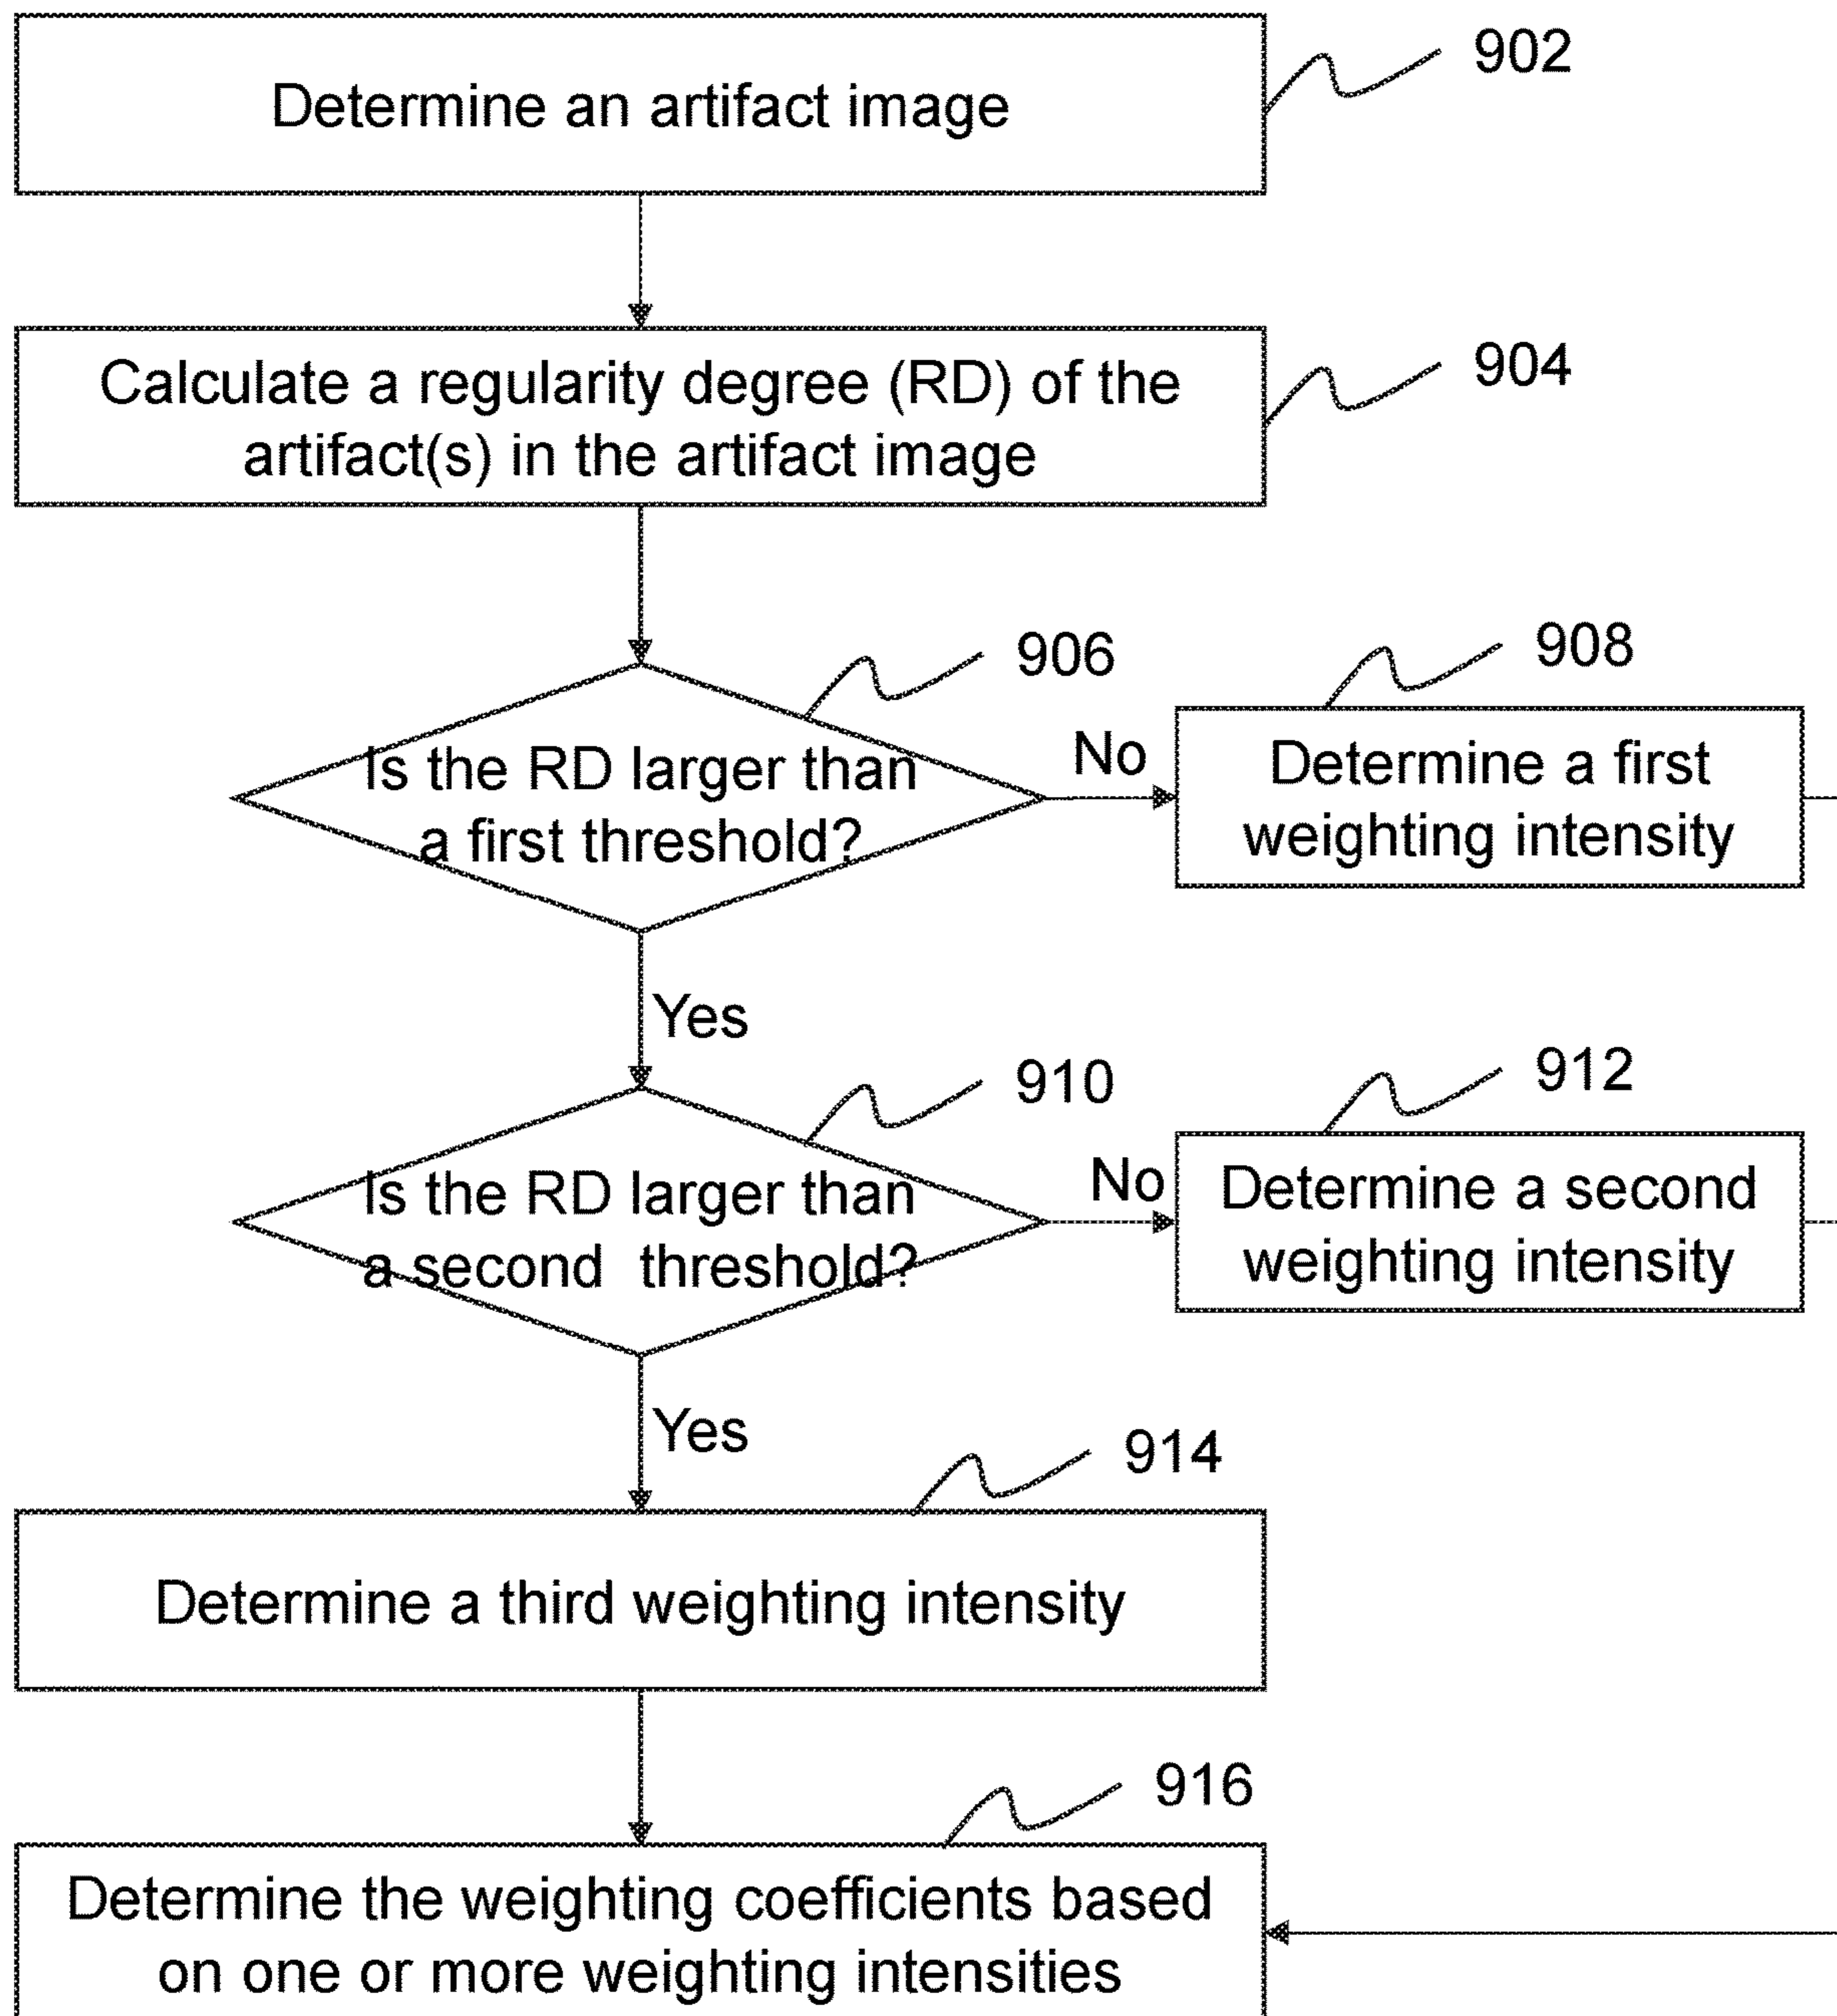 902
Determine an artifact image
904
Calculate a regularity degree (RD) of the
artifact(s) in the artifact image
906
Is the RD larger than
a first threshold?
No
908
Determine a first
weighting intensity
Yes
910
Is the RD larger than
a second  threshold?
No
912
Determine a second
weighting intensity
Yes
914
Determine a third weighting intensity
916
Determine the weighting coefficients based
on one or more weighting intensities